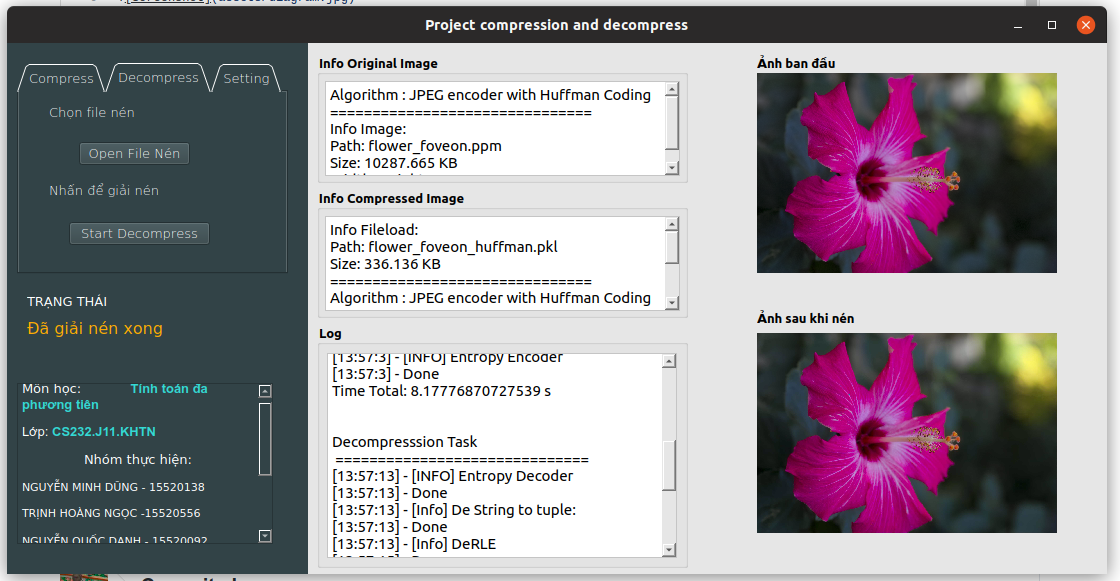 Project compression and decompress
Compress
Decompress
Setting
Chọn file nén
Open File Nén
Nhấn để giải nén
Start Decompress
TRẠNG THÁI
Đã giải nén xong
Môn học: Tính toán đa
phương tiên
Lớp: CS232.J11.KHTN
Nhóm thực hiện:
NGUYỄN MINH DŨNG - 15520138
TRỊNH HOÀNG NGỌC -15520556
NGUYỄN QUỐC DANH - 15520092
Info Original Image
Algorithm : JPEG encoder with Huffman Coding
===============================
Info Image:
Path: flower_foveon.ppm
Size: 10287.665 KB
Info Compressed Image
Info Fileload:
Path: flower_foveon_huffman.pkl
Size: 336.136 KB
===============================
Algorithm : JPEG encoder with Huffman Coding
Log
[13:57:3] - [INFO] Entropy Encoder
[13:57:3] - Done
Time Total: 8.17776870727539 s
Decompresssion Task
==============================
[13:57:13] - [INFO] Entropy Decoder
[13:57:13] - Done
[13:57:13] - [Info] De String to tuple:
[13:57:13] - Done
[13:57:13] - [Info] DeRLE
Ảnh ban đầu
Ảnh sau khi nén